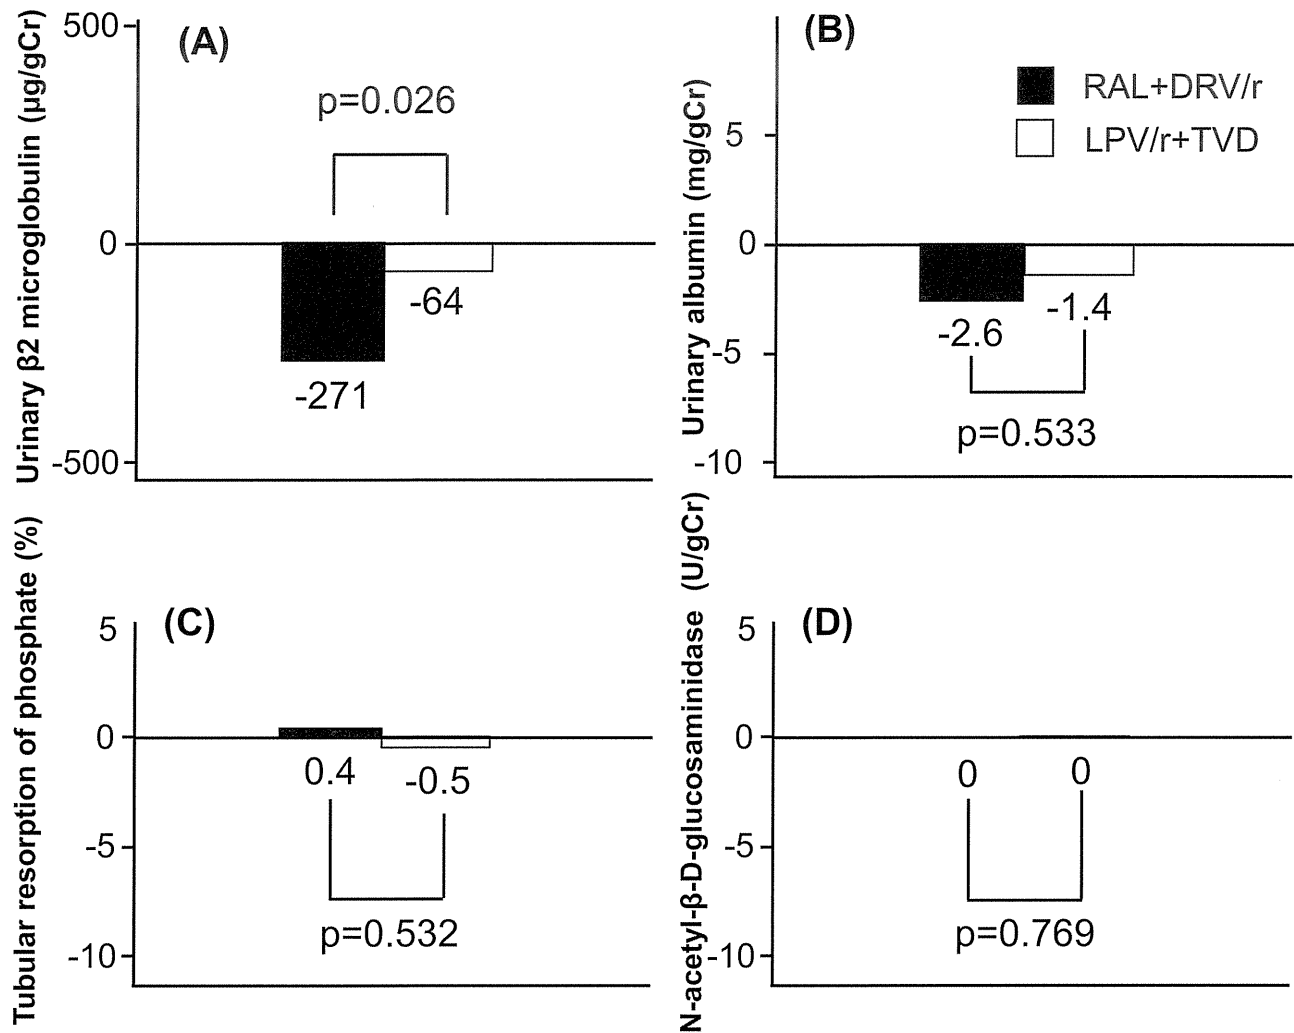 Urinary β2 microglobulin (µg/gCr)
500
0
-500
(A)
p=0.026
-64
-271
Urinary albumin (mg/gCr)
5
0
-5
-10
(B)
RAL+DRV/r
LPV/r+TVD
-1.4
-2.6
p=0.533
Tubular resorption of phosphate (%)
5
0
-5
-10
(C)
0.4
-0.5
p=0.532
N-acetyl-β-D-glucosaminidase (U/gCr)
5
0
-5
-10
(D)
0
0
p=0.769